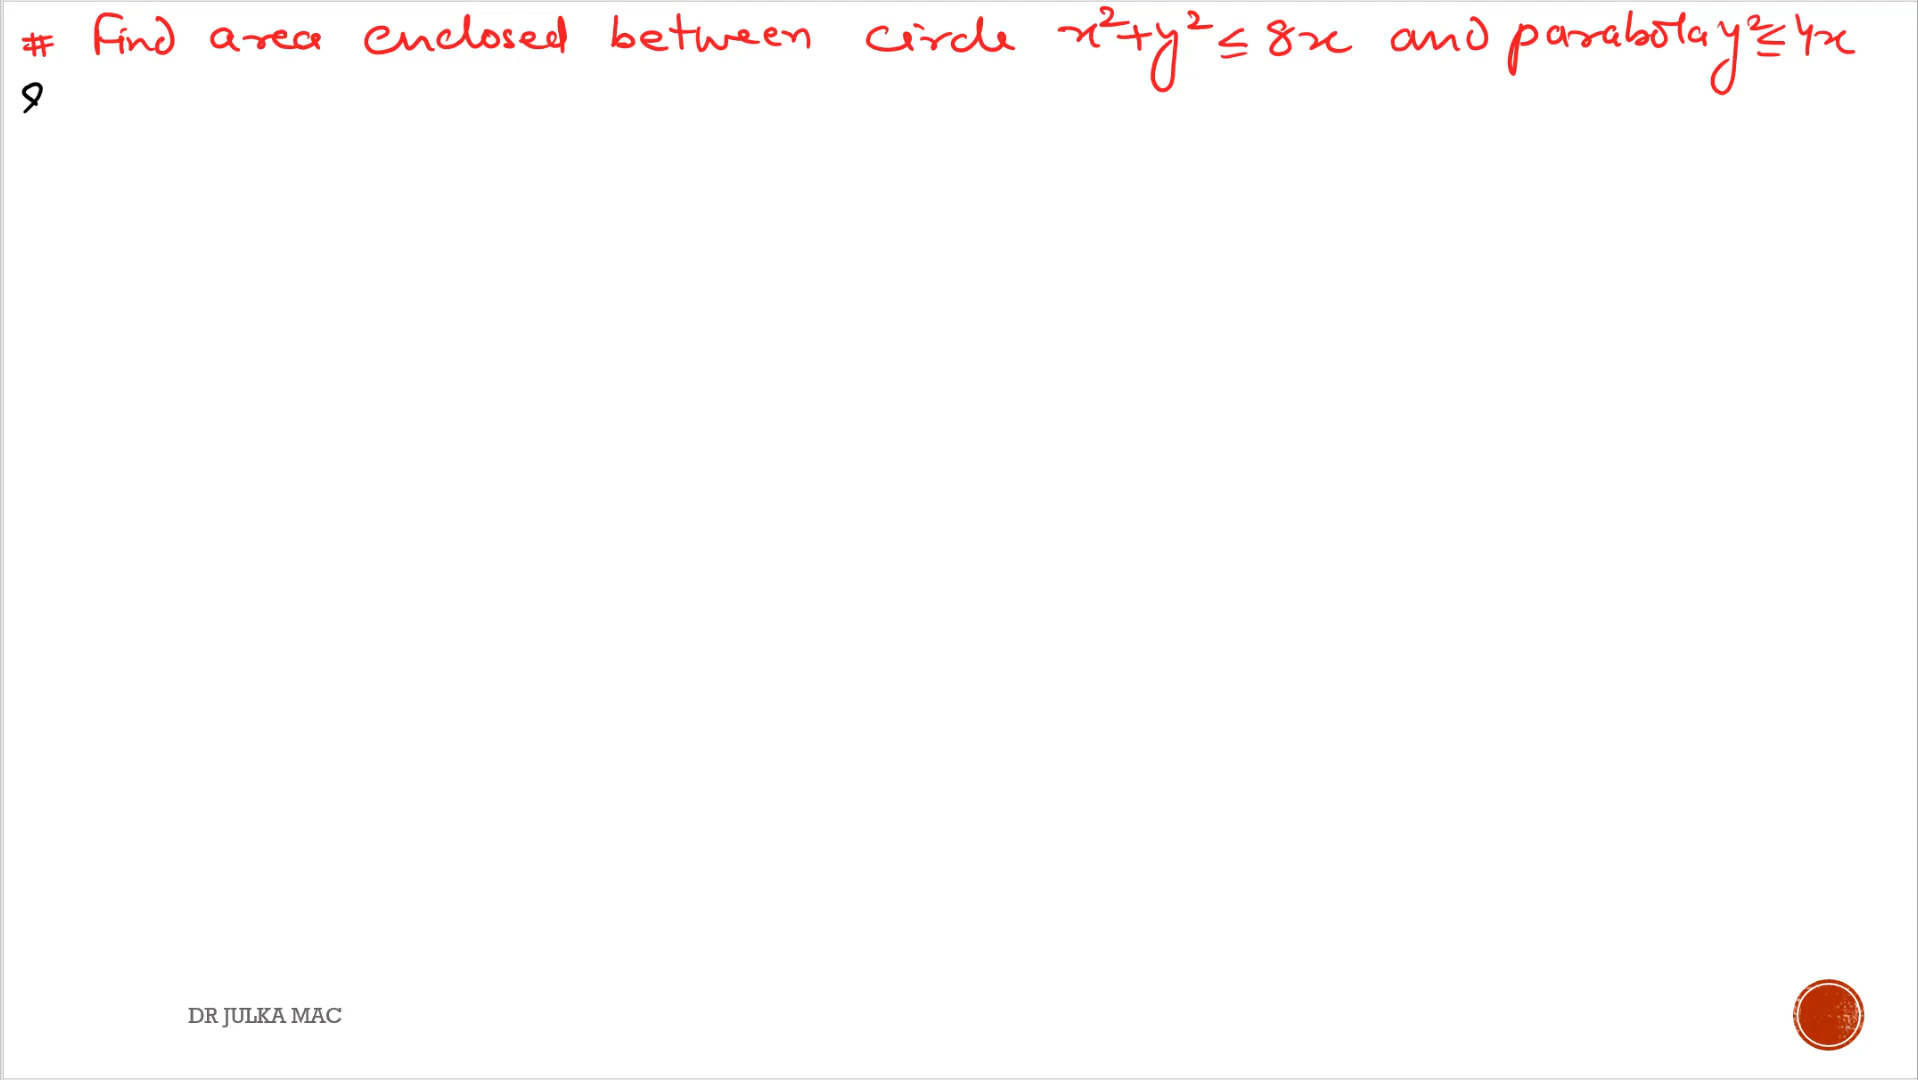 # Find area enclosed between circle x²+y² ≤ 8x and parabola y² ≤ 4x
DR JULKA MAC